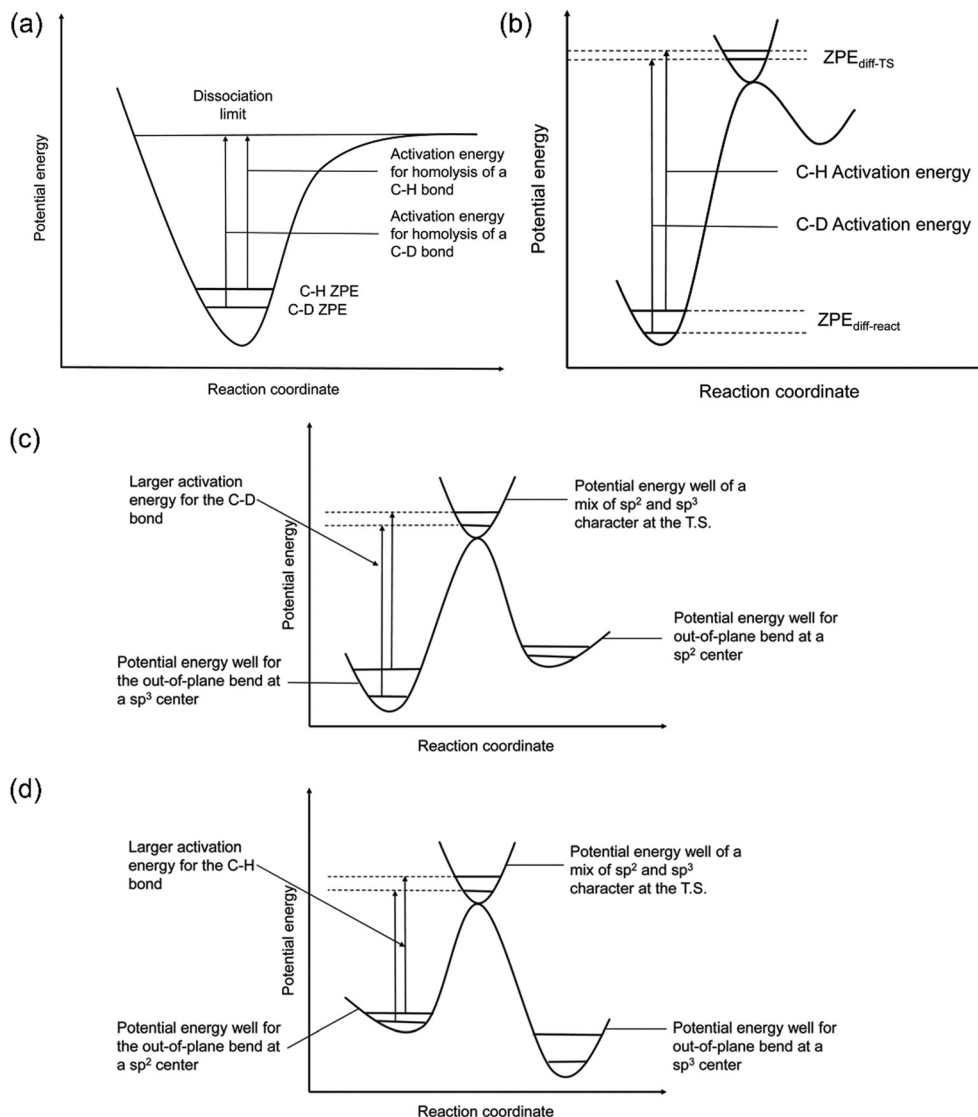 (a)
Potential energy
Dissociation
limit
Activation energy
for homolysis of a
C-H bond
Activation energy
for homolysis of a
C-D bond
C-H ZPE
C-D ZPE
Reaction coordinate
(b)
Potential energy
ZPEdiff-TS
C-H Activation energy
C-D Activation energy
ZPEdiff-react
Reaction coordinate
(c)
Larger activation
energy for the C-D
bond
Potential energy
Potential energy well of a
mix of sp² and sp³
character at the T.S.
Potential energy well for
out-of-plane bend at a
sp² center
Potential energy well for
the out-of-plane bend at
a sp³ center
Reaction coordinate
(d)
Larger activation
energy for the C-H
bond
Potential energy
Potential energy well of a
mix of sp² and sp³
character at the T.S.
Potential energy well for
the out-of-plane bend at
a sp² center
Potential energy well for
out-of-plane bend at a
sp³ center
Reaction coordinate